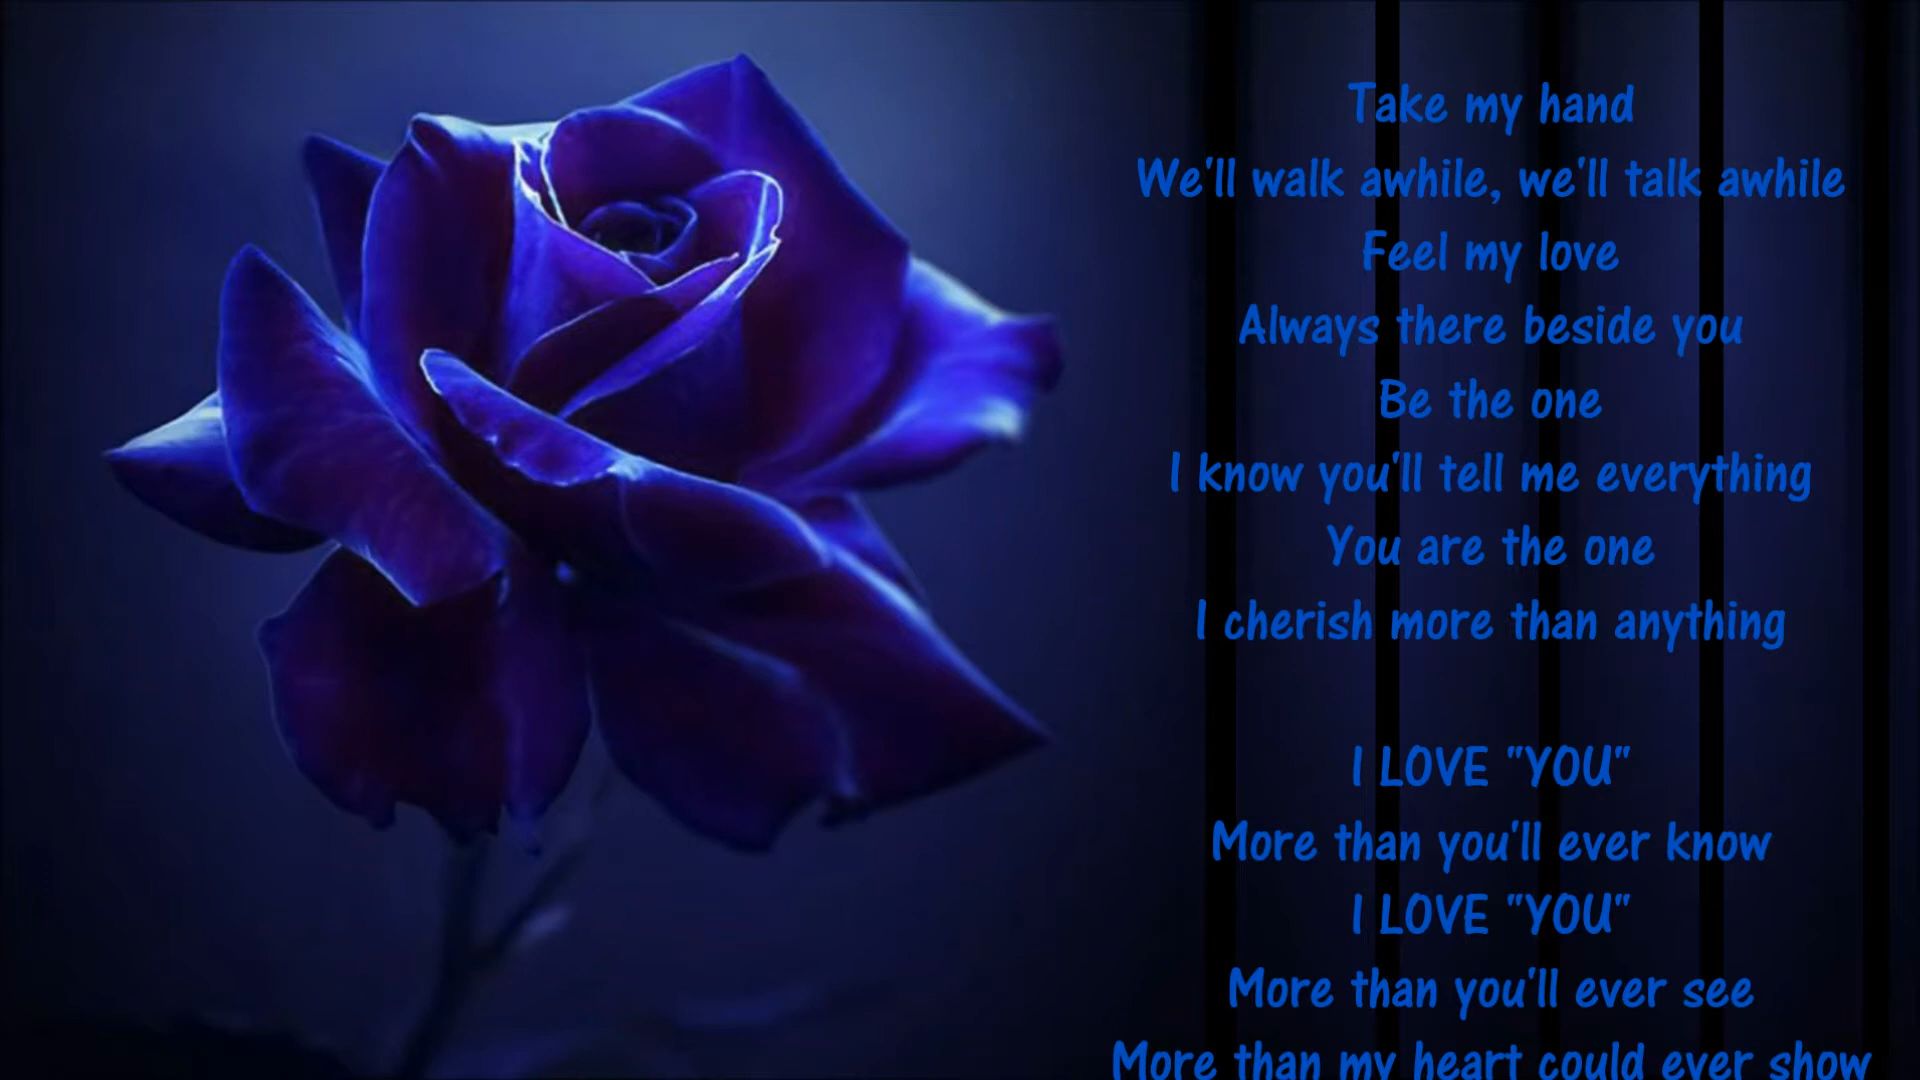 Take my hand
We'll walk awhile, we'll talk awhile
Feel my love
Always there beside you
Be the one
I know you'll tell me everything
You are the one
I cherish more than anything
I LOVE "YOU"
More than you'll ever know
I LOVE "YOU"
More than you'll ever see
More than my heart could ever show